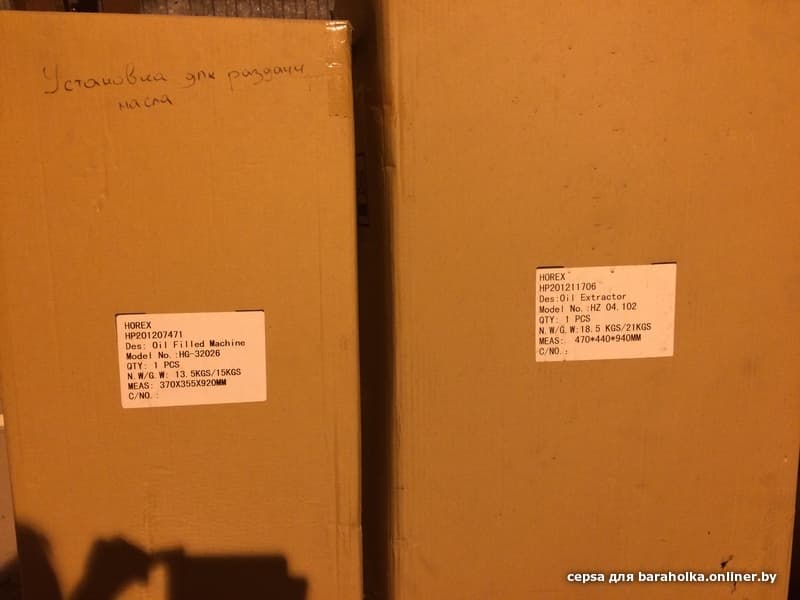 Установка для раздачи
масла
HOREX
HP201207471
Des: Oil Filled Machine
Model No.:HG-32026
QTY: 1 PCS
N.W/G.W: 13.5KGS/15KGS
MEAS: 370X355X920MM
C/NO.:
HOREX
HP201211706
Des:Oil Extractor
Model No.:HZ 04.102
QTY: 1 PCS
N.W/G.W:18.5 KGS/21KGS
MEAS: 470*440*940MM
C/NO.:
серsа для baraholka.onliner.by